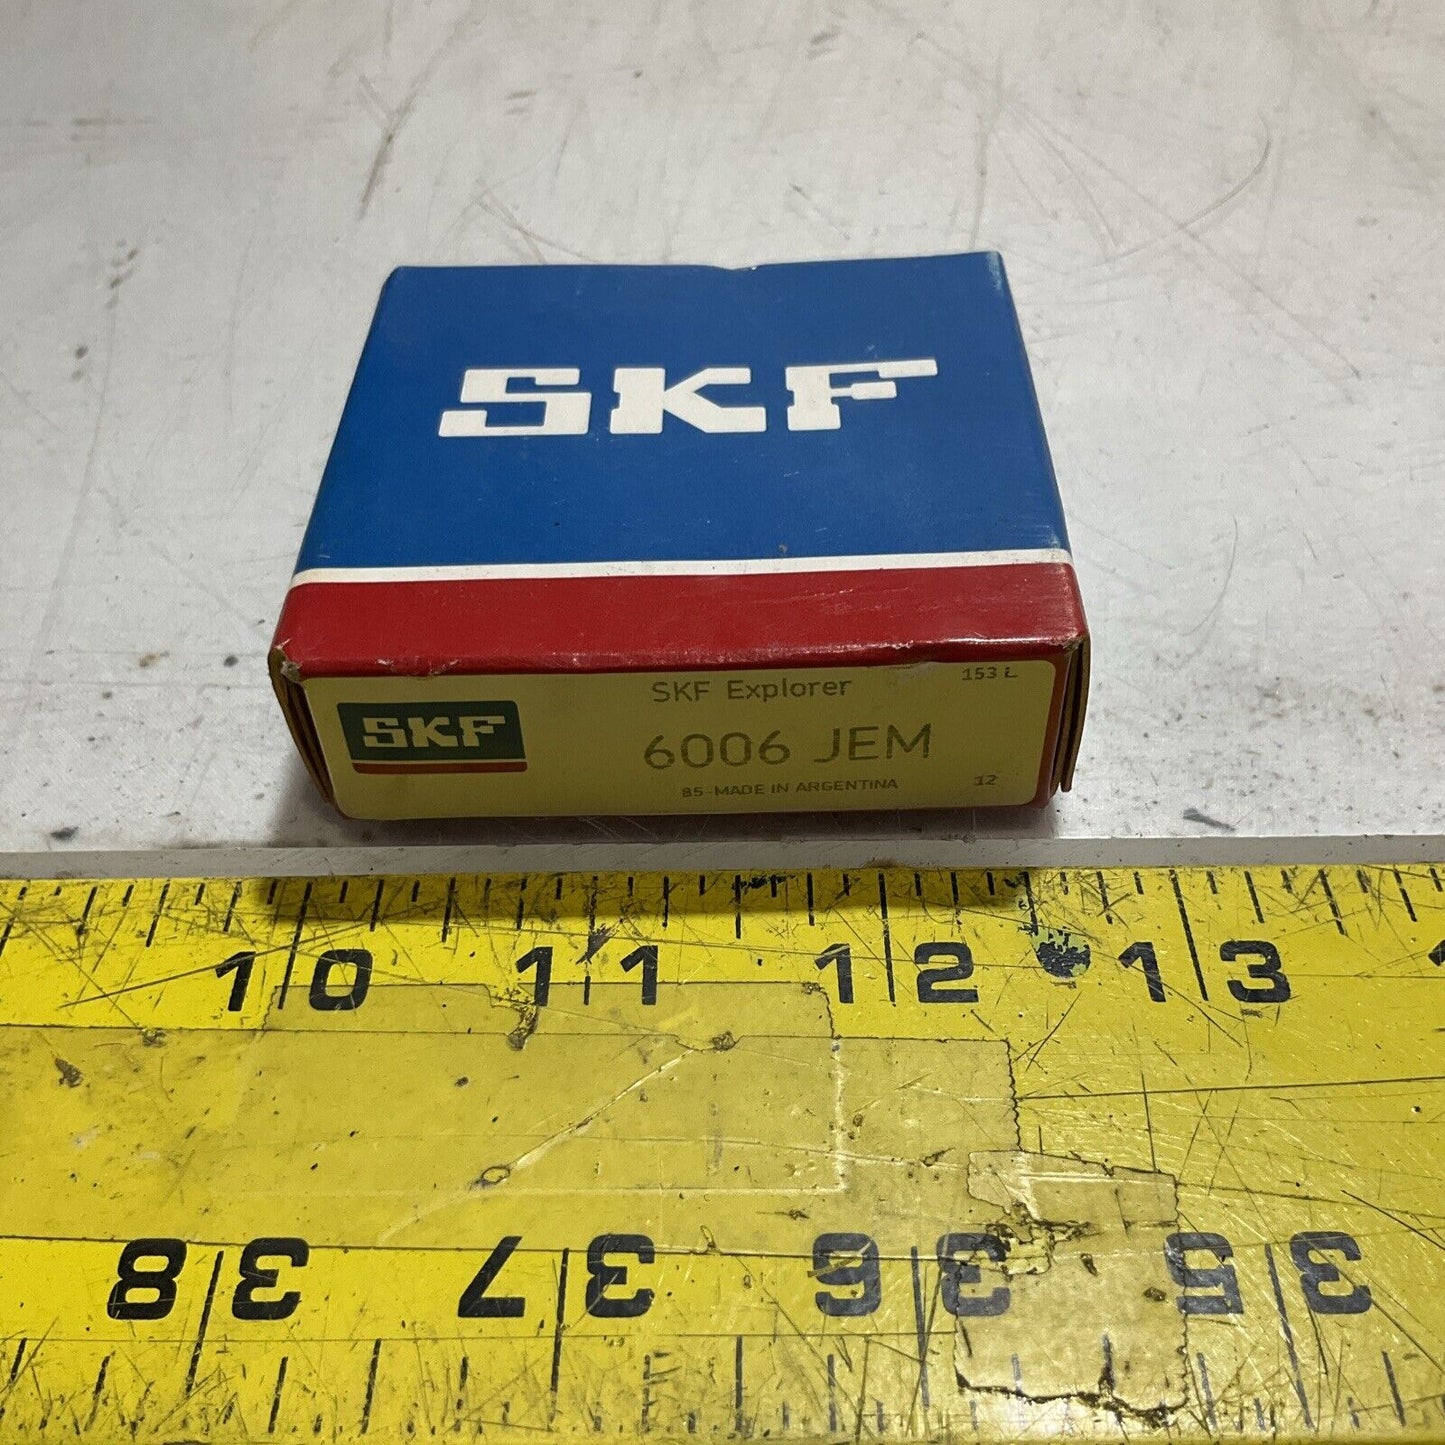 SKF
SKF Explorer 153 L
SKF
6006 JEM
85-MADE IN ARGENTINA 12
10 11 12 13
38 37 36 35